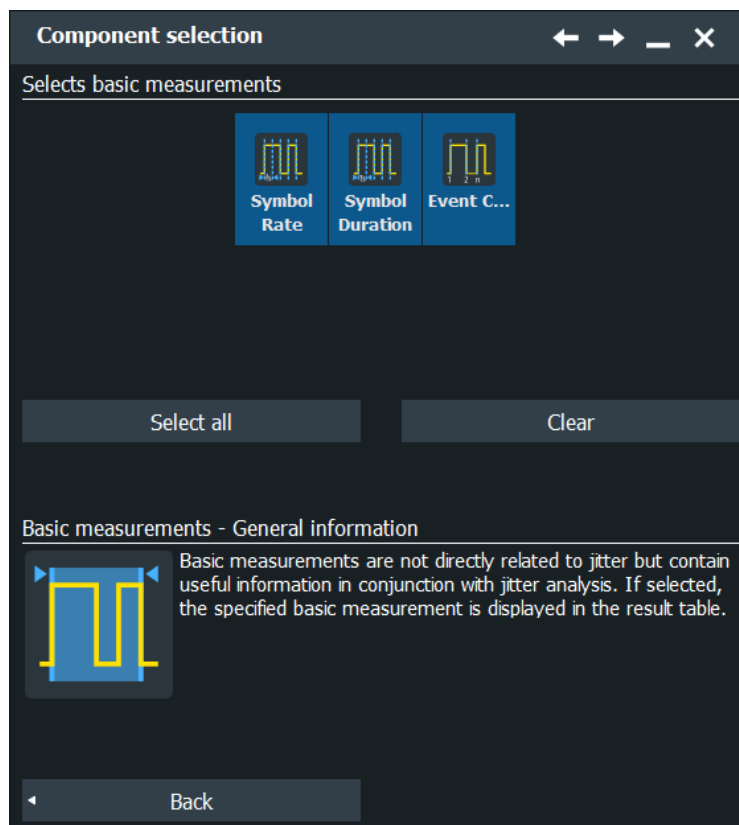 Component selection
Selects basic measurements
Symbol Rate
Symbol Duration
Event C...
Select all
Clear
Basic measurements - General information
Basic measurements are not directly related to jitter but contain
useful information in conjunction with jitter analysis. If selected,
the specified basic measurement is displayed in the result table.
Back